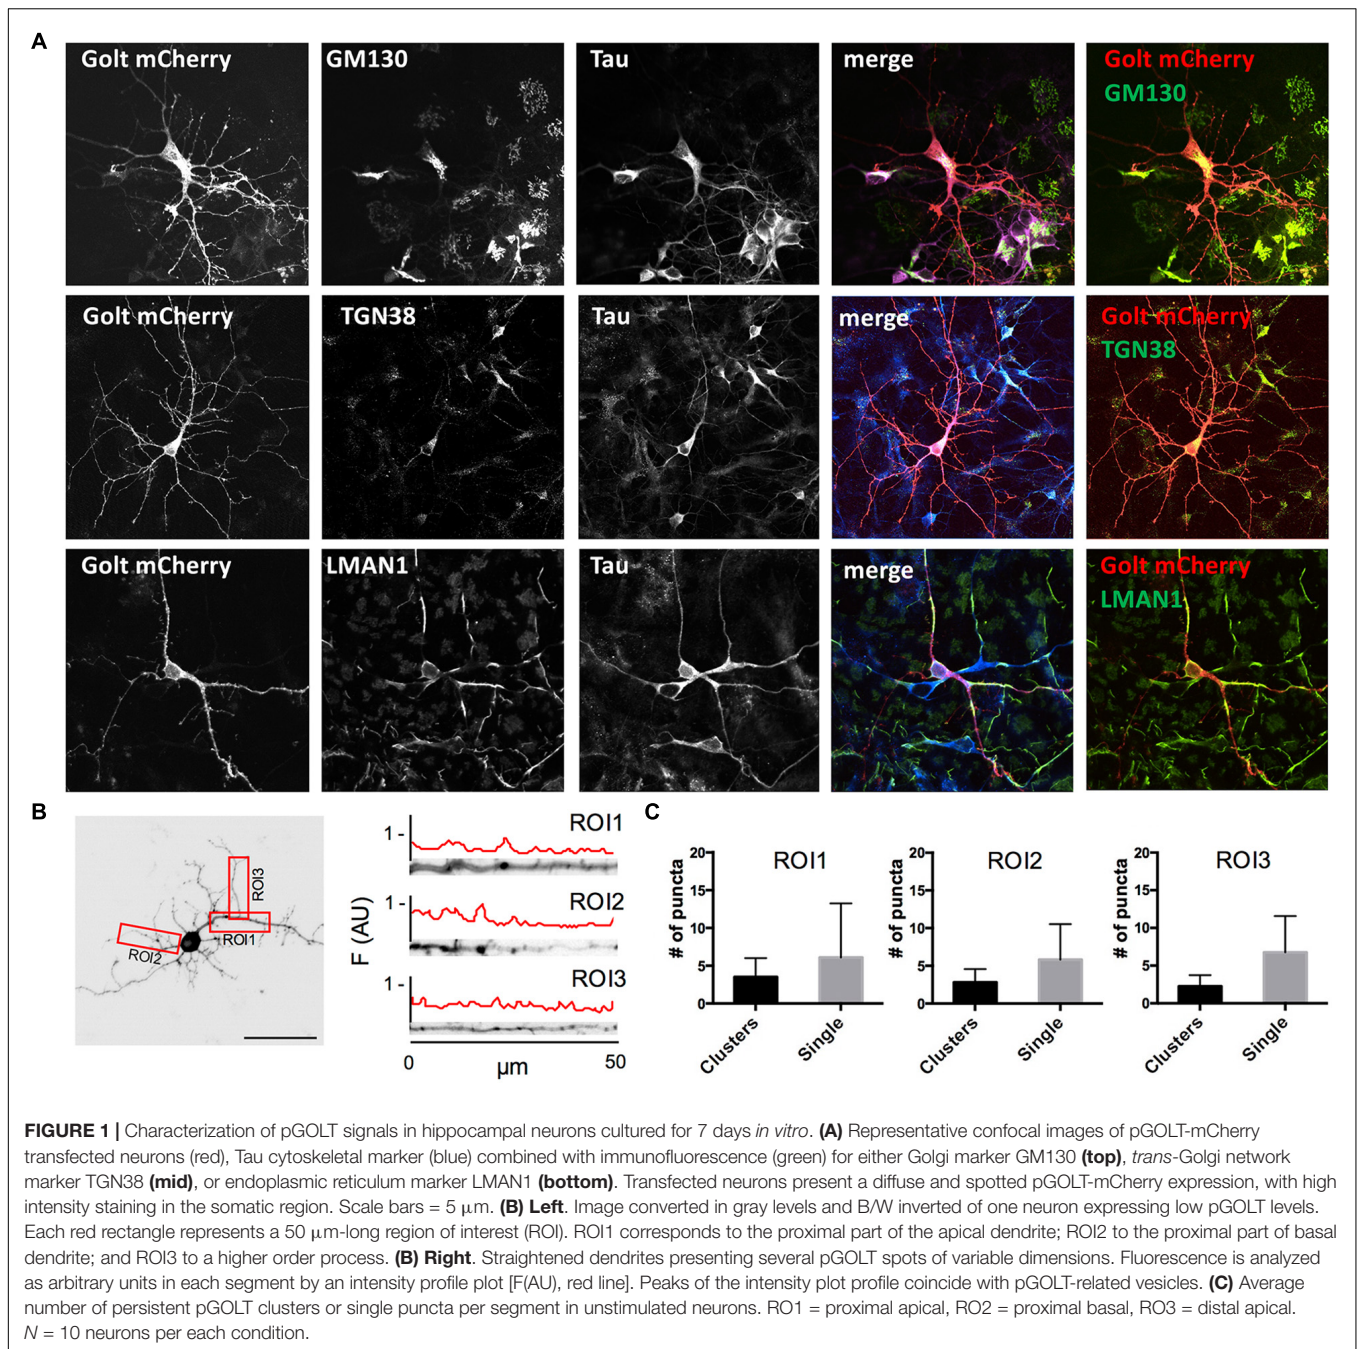 A
Golt mCherry
GM130
Tau
merge
Golt mCherry
GM130
Golt mCherry
TGN38
Tau
merge
Golt mCherry
TGN38
Golt mCherry
LMAN1
Tau
merge
Golt mCherry
LMAN1
B
ROI3
ROI1
ROI2
F (AU)
1 -
ROI1
1 -
ROI2
1 -
ROI3
0
50
µm
C
# of puncta
20
15
10
5
0
ROI1
Clusters
Single
# of puncta
20
15
10
5
0
ROI2
Clusters
Single
# of puncta
20
15
10
5
0
ROI3
Clusters
Single
FIGURE 1 | Characterization of pGOLT signals in hippocampal neurons cultured for 7 days in vitro. (A) Representative confocal images of pGOLT-mCherry
transfected neurons (red), Tau cytoskeletal marker (blue) combined with immunofluorescence (green) for either Golgi marker GM130 (top), trans-Golgi network
marker TGN38 (mid), or endoplasmic reticulum marker LMAN1 (bottom). Transfected neurons present a diffuse and spotted pGOLT-mCherry expression, with high
intensity staining in the somatic region. Scale bars = 5 µm. (B) Left. Image converted in gray levels and B/W inverted of one neuron expressing low pGOLT levels.
Each red rectangle represents a 50 µm-long region of interest (ROI). ROI1 corresponds to the proximal part of the apical dendrite; ROI2 to the proximal part of basal
dendrite; and ROI3 to a higher order process. (B) Right. Straightened dendrites presenting several pGOLT spots of variable dimensions. Fluorescence is analyzed
as arbitrary units in each segment by an intensity profile plot [F(AU), red line]. Peaks of the intensity plot profile coincide with pGOLT-related vesicles. (C) Average
number of persistent pGOLT clusters or single puncta per segment in unstimulated neurons. RO1 = proximal apical, RO2 = proximal basal, RO3 = distal apical.
N = 10 neurons per each condition.